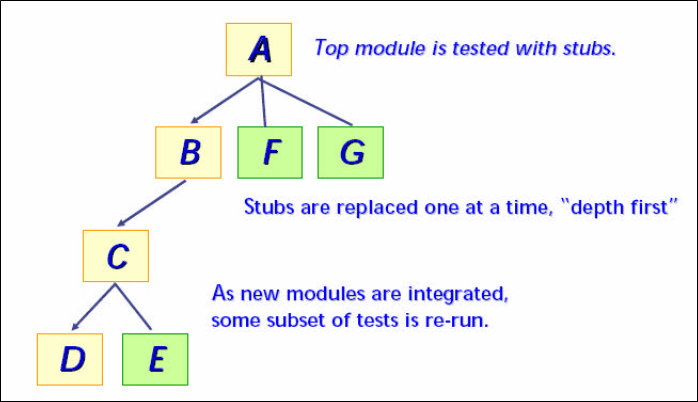 A
Top module is tested with stubs.
B F G
Stubs are replaced one at a time, “depth first”
C
As new modules are integrated,
some subset of tests is re-run.
D E